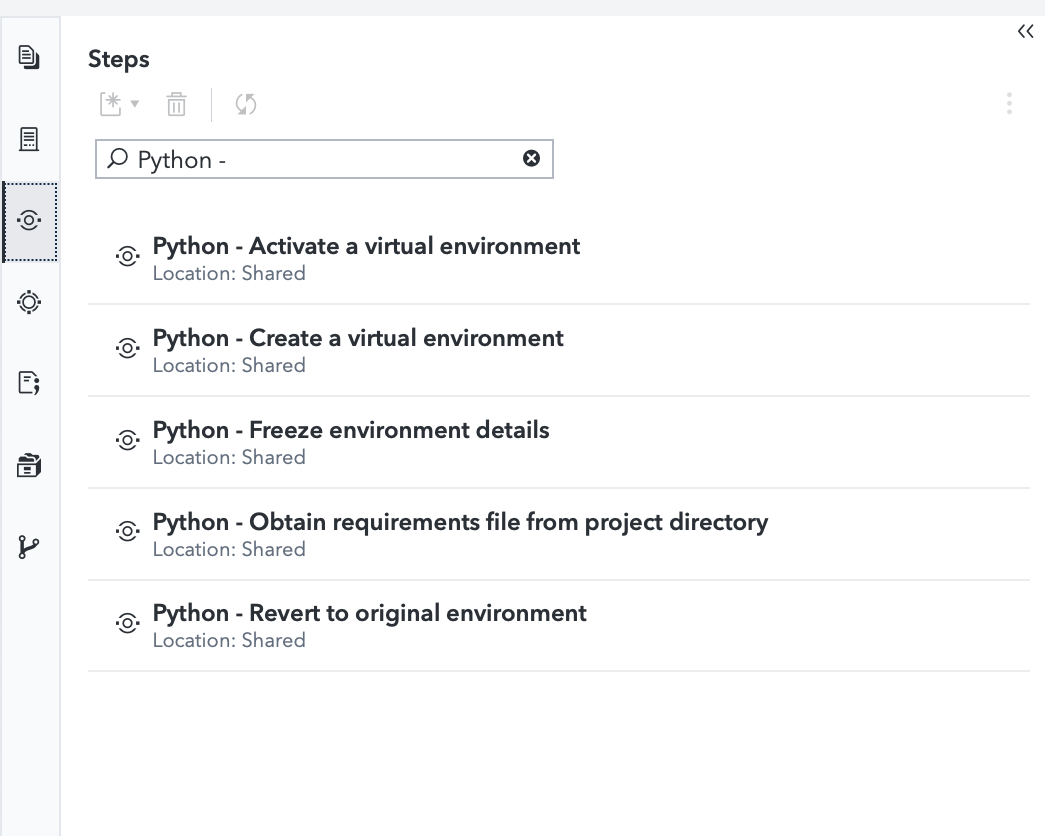 Steps
Python -
Python - Activate a virtual environment
Location: Shared
Python - Create a virtual environment
Location: Shared
Python - Freeze environment details
Location: Shared
Python - Obtain requirements file from project directory
Location: Shared
Python - Revert to original environment
Location: Shared